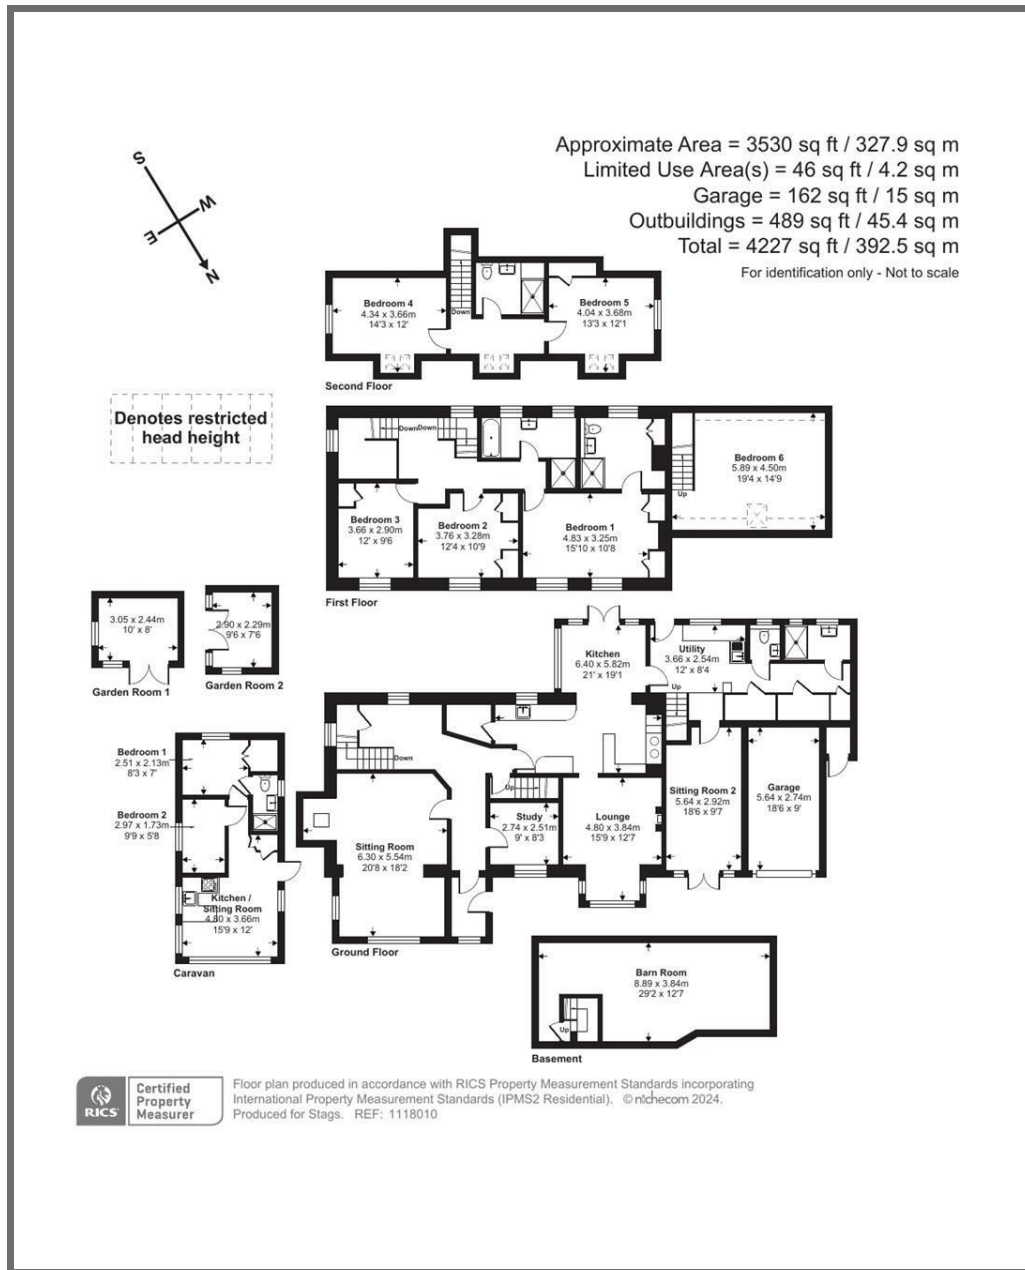 Approximate Area = 3530 sq ft / 327.9 sq m
Limited Use Area(s) = 46 sq ft / 4.2 sq m
Garage = 162 sq ft / 15 sq m
Outbuildings = 489 sq ft / 45.4 sq m
Total = 4227 sq ft / 392.5 sq m
For identification only - Not to scale
S
W
E
N
Bedroom 4
4.34 x 3.66m
14'3 x 12'
Down
Bedroom 5
4.04 x 3.68m
13'3 x 12'1
Second Floor
Denotes restricted
head height
Down
Down
Bedroom 3
3.66 x 2.90m
12' x 9'6
Bedroom 2
3.76 x 3.28m
12'4 x 10'9
Bedroom 1
4.83 x 3.25m
15'10 x 10'8
Up
Bedroom 6
5.89 x 4.50m
19'4 x 14'9
First Floor
3.05 x 2.44m
10' x 8'
Garden Room 1
2.90 x 2.29m
9'6 x 7'6
Garden Room 2
Kitchen
6.40 x 5.82m
21' x 19'1
Utility
3.66 x 2.54m
12' x 8'4
Up
Down
Up
Sitting Room
6.30 x 5.54m
20'8 x 18'2
Study
2.74 x 2.51m
9' x 8'3
Lounge
4.80 x 3.84m
15'9 x 12'7
Sitting Room 2
5.64 x 2.92m
18'6 x 9'7
Garage
5.64 x 2.74m
18'6 x 9'
Ground Floor
Bedroom 1
2.51 x 2.13m
8'3 x 7'
Bedroom 2
2.97 x 1.73m
9'9 x 5'8
Kitchen /
Sitting Room
4.80 x 3.66m
15'9 x 12'
Caravan
Barn Room
8.89 x 3.84m
29'2 x 12'7
Up
Basement
RICS
Certified
Property
Measurer
Floor plan produced in accordance with RICS Property Measurement Standards incorporating
International Property Measurement Standards (IPMS2 Residential). © nichecom 2024.
Produced for Stags. REF: 1118010